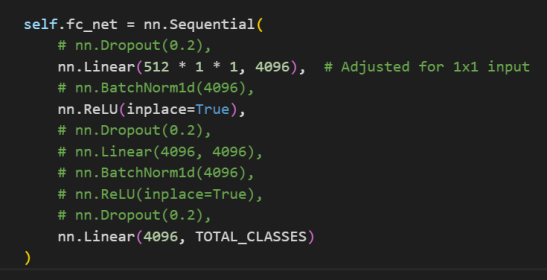 self.fc_net = nn.Sequential(
    # nn.Dropout(0.2),
    nn.Linear(512 * 1 * 1, 4096),  # Adjusted for 1x1 input
    # nn.BatchNorm1d(4096),
    nn.ReLU(inplace=True),
    # nn.Dropout(0.2),
    # nn.Linear(4096, 4096),
    # nn.BatchNorm1d(4096),
    # nn.ReLU(inplace=True),
    # nn.Dropout(0.2),
    nn.Linear(4096, TOTAL_CLASSES)
)